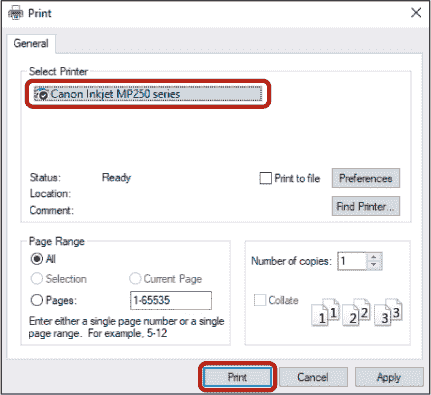 Print
General
Select Printer
Canon Inkjet MP250 series
Status: Ready
Print to file
Preferences
Location:
Comment:
Find Printer...
Page Range
All
Selection
Current Page
Pages: 1-65535
Enter either a single page number or a single
page range. For example, 5-12
Number of copies: 1
Collate
1 1 2 2 3 3
Print
Cancel
Apply